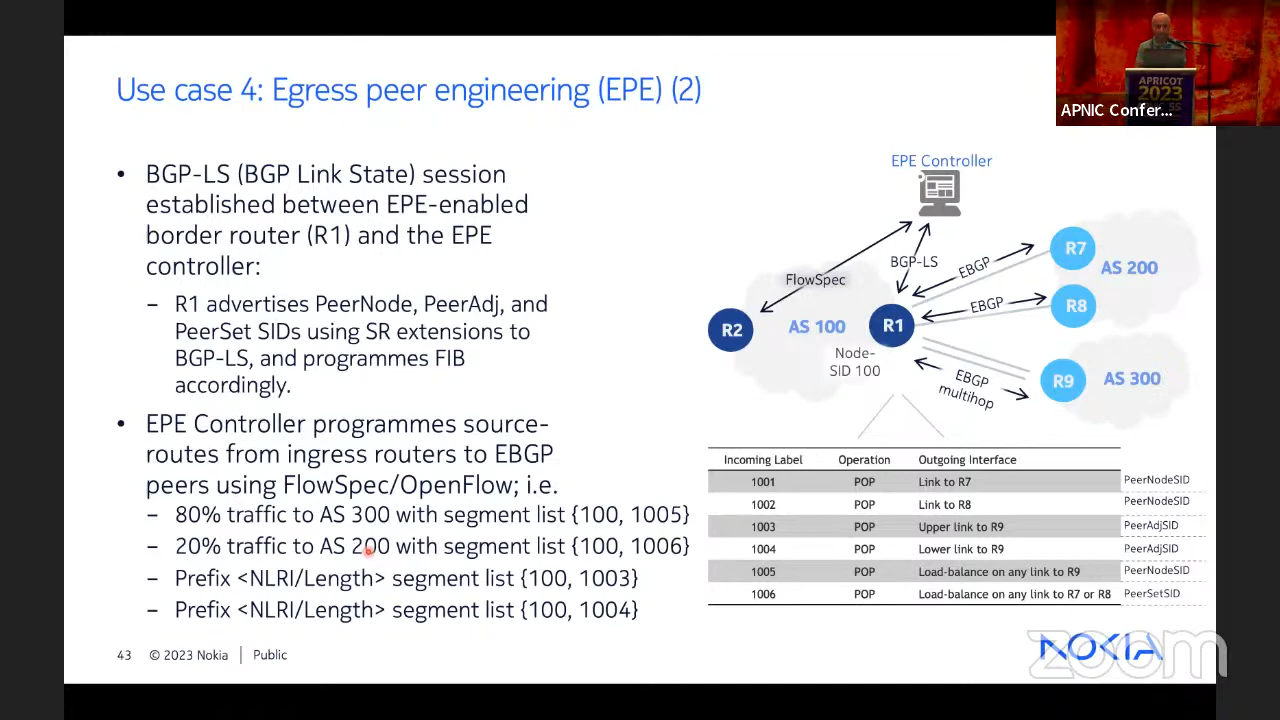 Use case 4: Egress peer engineering (EPE) (2)
APRICOT
2023
APNIC Confer...
• BGP-LS (BGP Link State) session
established between EPE-enabled
border router (R1) and the EPE
controller:
– R1 advertises PeerNode, PeerAdj, and
PeerSet SIDs using SR extensions to
BGP-LS, and programmes FIB
accordingly.
• EPE Controller programmes source-
routes from ingress routers to EBGP
peers using FlowSpec/OpenFlow; i.e.
– 80% traffic to AS 300 with segment list {100, 1005}
– 20% traffic to AS 200 with segment list {100, 1006}
– Prefix <NLRI/Length> segment list {100, 1003}
– Prefix <NLRI/Length> segment list {100, 1004}
EPE Controller
FlowSpec
BGP-LS
EBGP
R7
AS 200
EBGP
R8
R2
AS 100
R1
Node-
SID 100
EBGP
multihop
R9
AS 300
Incoming Label Operation Outgoing Interface
1001 POP Link to R7 PeerNodeSID
1002 POP Link to R8 PeerNodeSID
1003 POP Upper link to R9 PeerAdjSID
1004 POP Lower link to R9 PeerAdjSID
1005 POP Load-balance on any link to R9 PeerNodeSID
1006 POP Load-balance on any link to R7 or R8 PeerSetSID
43 © 2023 Nokia | Public
NOKIA
zoom